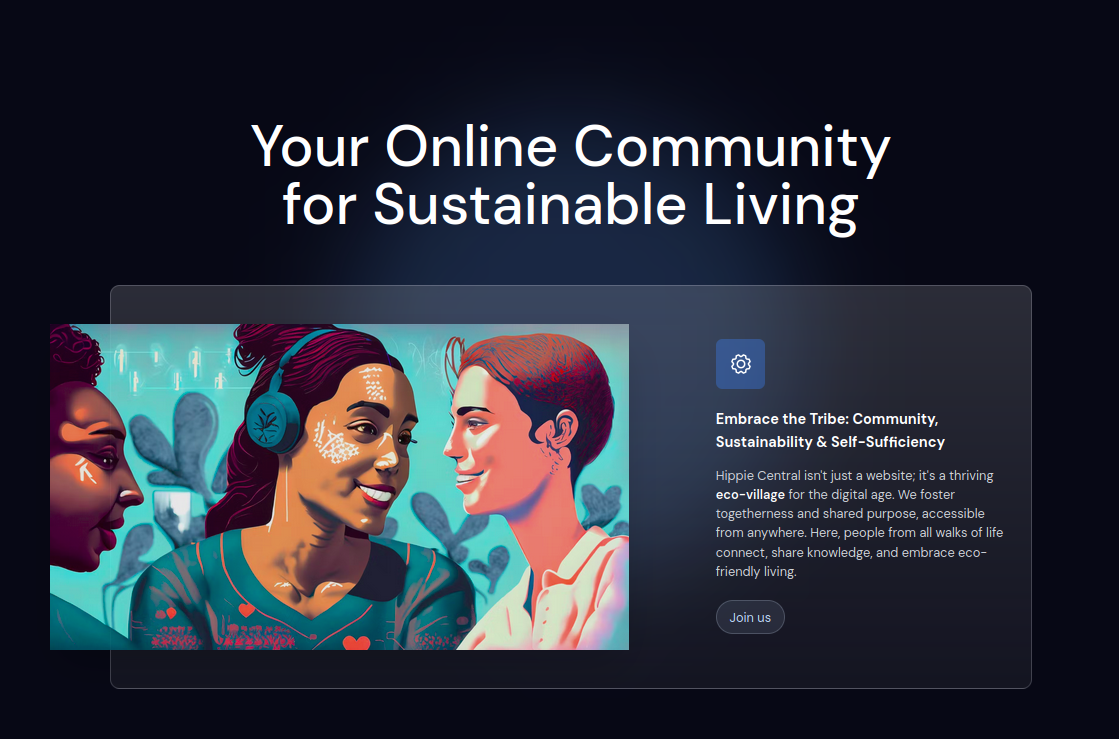 Your Online Community
for Sustainable Living
Embrace the Tribe: Community,
Sustainability & Self-Sufficiency
Hippie Central isn't just a website; it's a thriving
eco-village for the digital age. We foster
togetherness and shared purpose, accessible
from anywhere. Here, people from all walks of life
connect, share knowledge, and embrace eco-
friendly living.
Join us